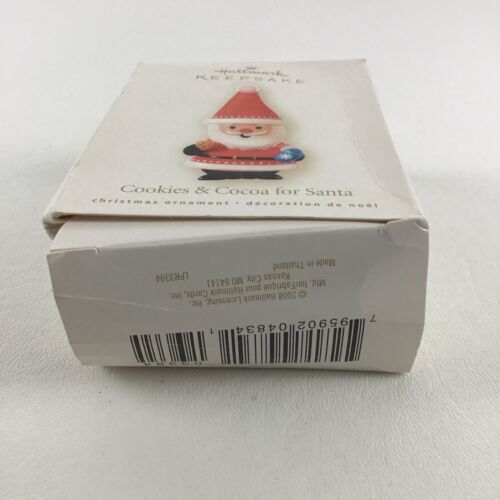 Hallmark
KEEPSAKE
Cookies & Cocoa for Santa
christmas ornament • décoration de noël
© 2008 Hallmark Licensing, Inc.
Mfd. for/Fabriqué pour Hallmark Cards, Inc.
Kansas City, MO 64141
Made in Thailand
LPR3394
7 95902 04834 1
03394